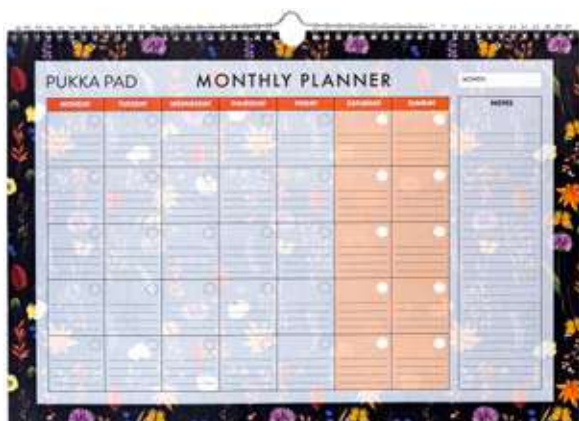 PUKKA PAD
MONTHLY PLANNER
MONTH:
MONDAY TUESDAY WEDNESDAY THURSDAY FRIDAY SATURDAY SUNDAY
NOTES